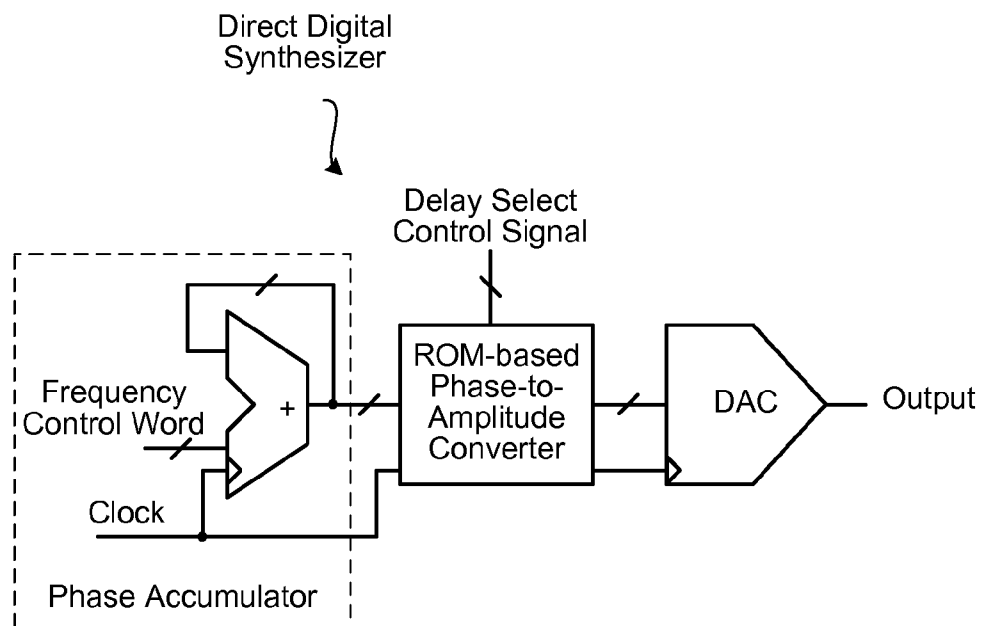 Direct Digital
Synthesizer
Delay Select
Control Signal
Frequency
Control Word
+
ROM-based
Phase-to-
Amplitude
Converter
DAC
Output
Clock
Phase Accumulator